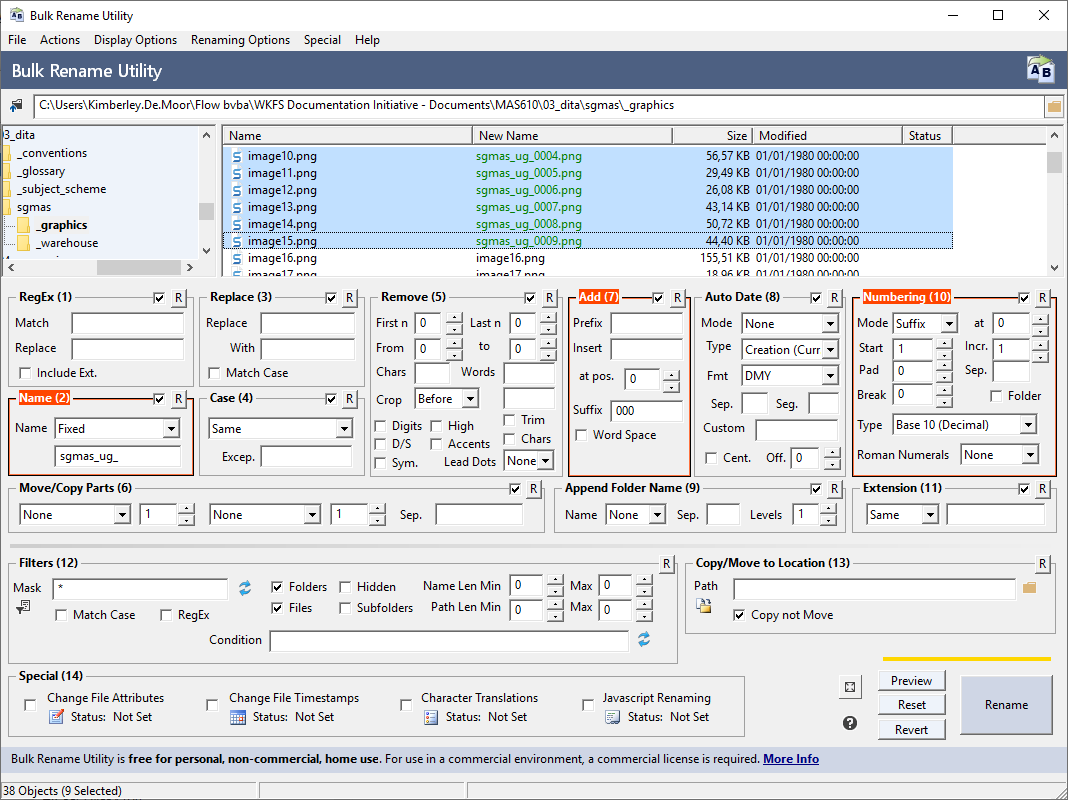 Bulk Rename Utility
File Actions Display Options Renaming Options Special Help
Bulk Rename Utility
C:\Users\Kimberley.De.Moor\Flow bvba\WKFS Documentation Initiative - Documents\MAS610\03_dita\sgmas\_graphics
3_dita
_conventions
_glossary
_subject_scheme
sgmas
_graphics
_warehouse
Name New Name Size Modified Status
image10.png sgmas_ug_0004.png 56,57 KB 01/01/1980 00:00:00
image11.png sgmas_ug_0005.png 29,49 KB 01/01/1980 00:00:00
image12.png sgmas_ug_0006.png 26,08 KB 01/01/1980 00:00:00
image13.png sgmas_ug_0007.png 43,14 KB 01/01/1980 00:00:00
image14.png sgmas_ug_0008.png 50,72 KB 01/01/1980 00:00:00
image15.png sgmas_ug_0009.png 44,40 KB 01/01/1980 00:00:00
image16.png image16.png 155,51 KB 01/01/1980 00:00:00
image17.png image17.png 18,96 KB 01/01/1980 00:00:00
RegEx (1) R
Match
Replace
Include Ext.
Name (2) R
Name Fixed
sgmas_ug_
Replace (3) R
Replace
With
Match Case
Case (4) R
Same
Excep.
Remove (5) R
First n 0 Last n 0
From 0 to 0
Chars Words
Crop Before
Digits High Trim
D/S Accents Chars
Sym. Lead Dots None
Add (7) R
Prefix
Insert
at pos. 0
Suffix 000
Word Space
Auto Date (8) R
Mode None
Type Creation (Curr
Fmt DMY
Sep. Seg.
Custom
Cent. Off. 0
Numbering (10) R
Mode Suffix at 0
Start 1 Incr. 1
Pad 0 Sep.
Break 0 Folder
Type Base 10 (Decimal)
Roman Numerals None
Move/Copy Parts (6) R
None 1 None 1 Sep.
Append Folder Name (9) R
Name None Sep. Levels 1
Extension (11) R
Same
Filters (12) R
Mask * Folders Hidden Name Len Min 0 Max 0
Match Case RegEx Files Subfolders Path Len Min 0 Max 0
Condition
Copy/Move to Location (13) R
Path
Copy not Move
Special (14)
Change File Attributes Change File Timestamps Character Translations Javascript Renaming
Status: Not Set Status: Not Set Status: Not Set Status: Not Set
Preview
Reset
Revert
Rename
Bulk Rename Utility is free for personal, non-commercial, home use. For use in a commercial environment, a commercial license is required. More Info
38 Objects (9 Selected)